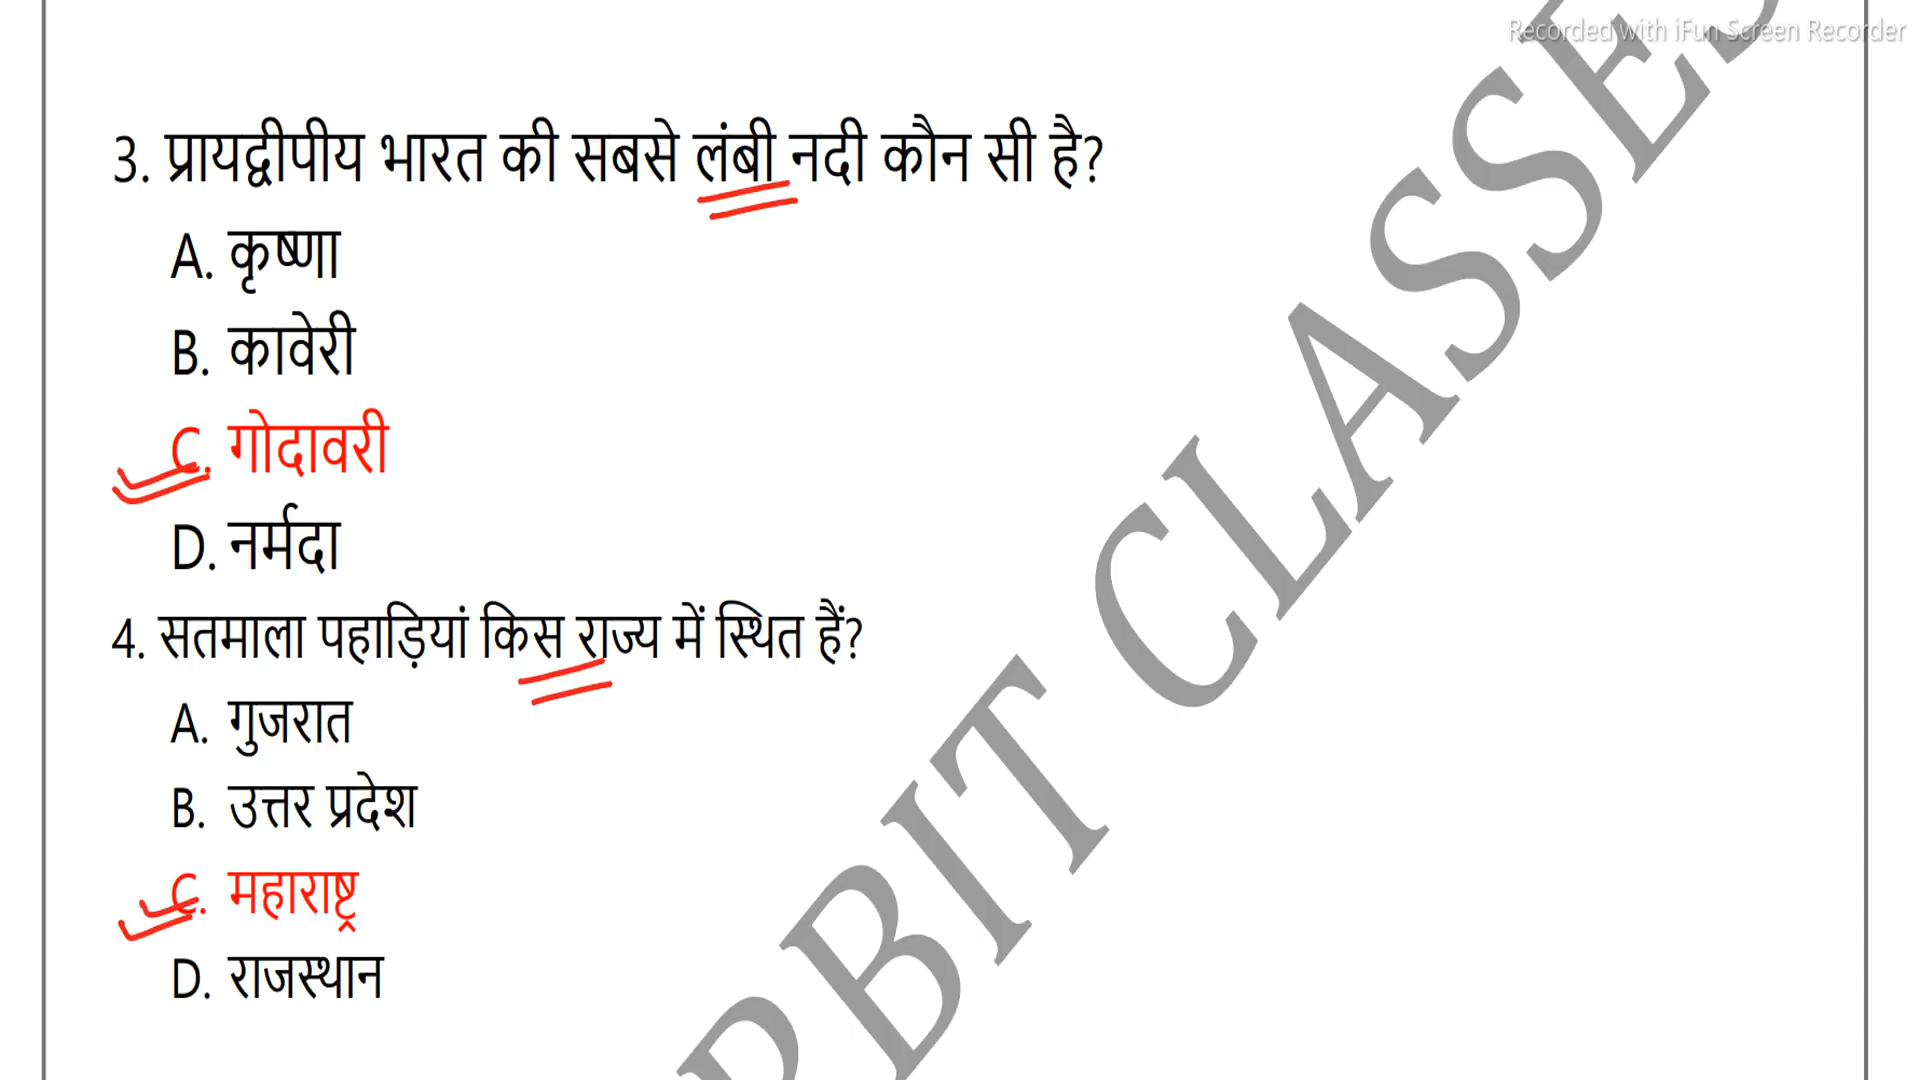 Recorded with iFun Screen Recorder
3. प्रायद्वीपीय भारत की सबसे लंबी नदी कौन सी है?
A. कृष्णा
B. कावेरी
C. गोदावरी
D. नर्मदा
4. सतमाला पहाड़ियां किस राज्य में स्थित हैं?
A. गुजरात
B. उत्तर प्रदेश
C. महाराष्ट्र
D. राजस्थान
RBIT CLASSES